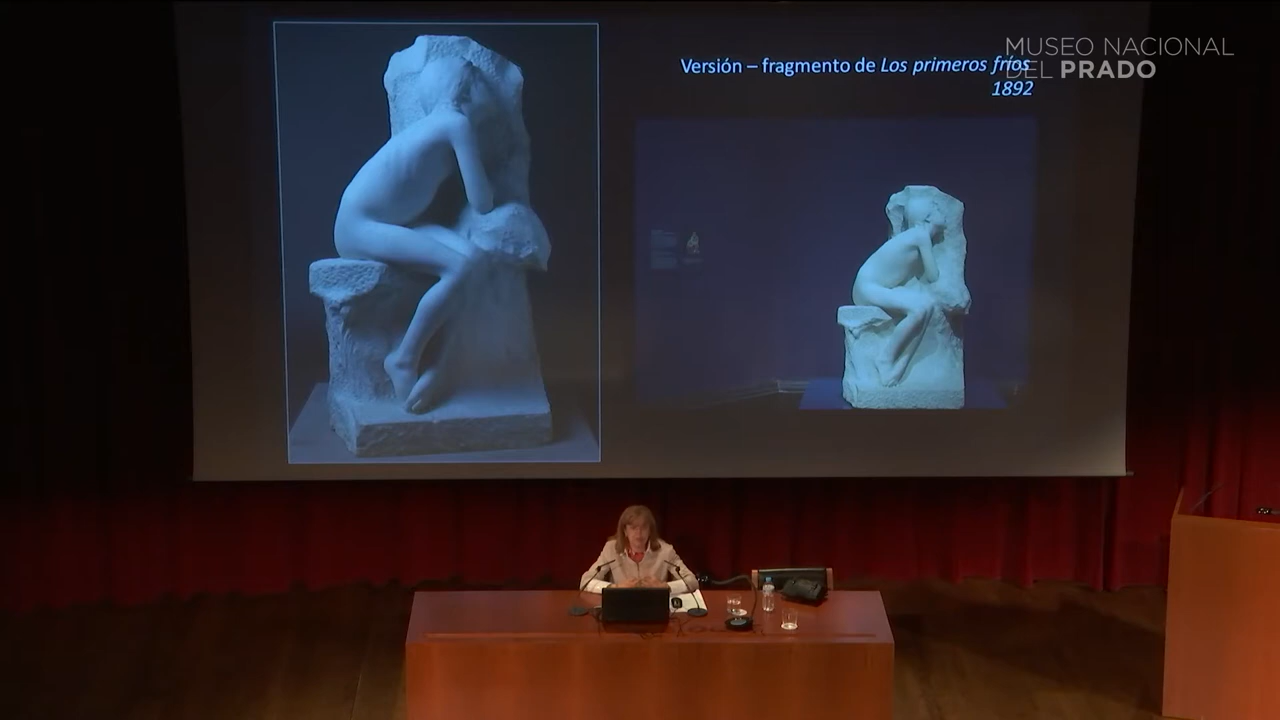 MUSEO NACIONAL
DEL PRADO
Versión – fragmento de Los primeros fríos
1892